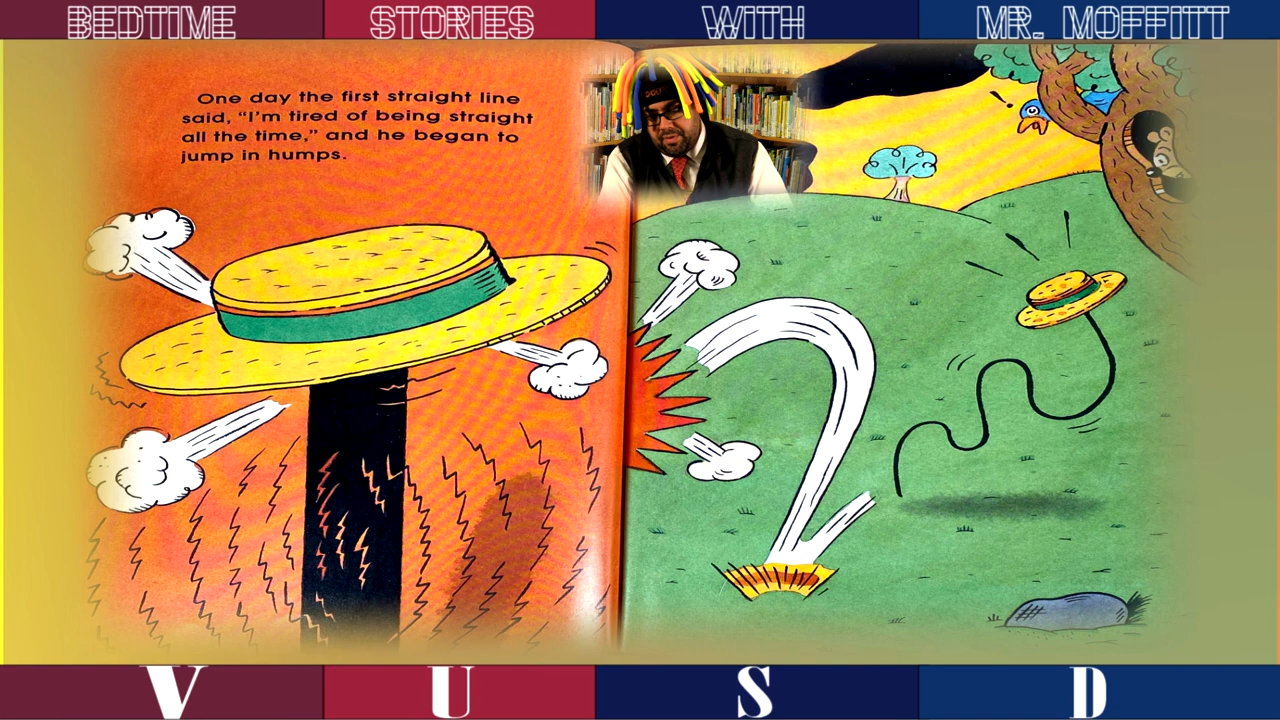 BEDTIME STORIES WITH MR. MOFFITT
One day the first straight line
said, "I'm tired of being straight
all the time," and he began to
jump in humps.
V U S D